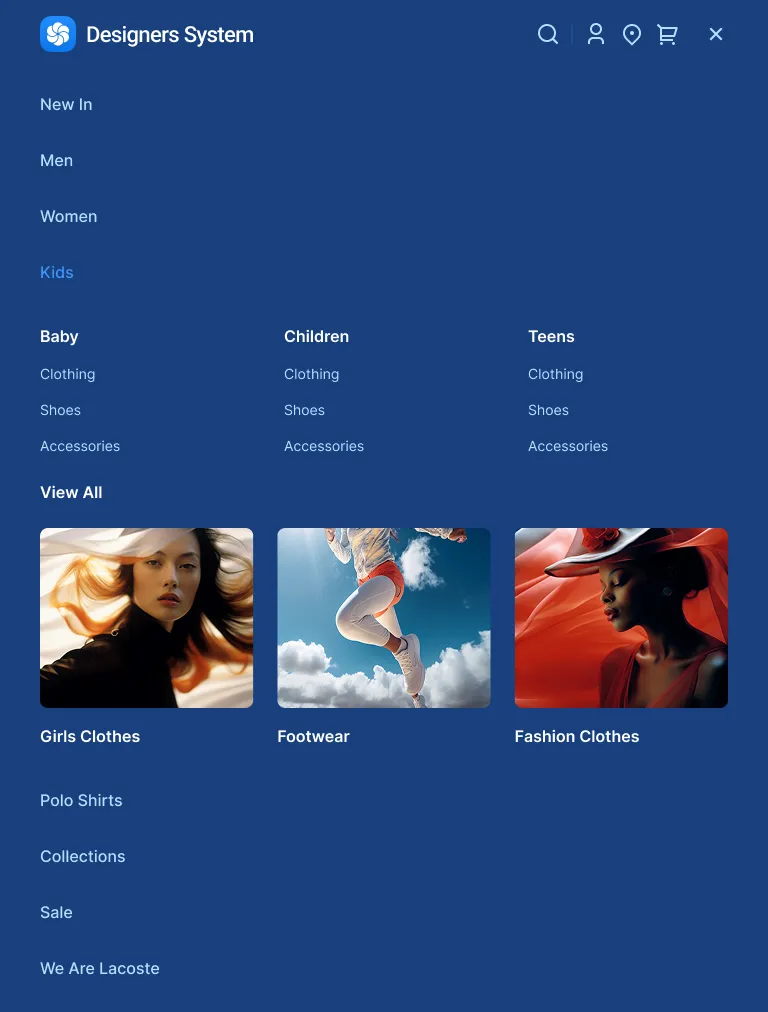 Designers System
New In
Men
Women
Kids
Baby
Children
Teens
Clothing
Clothing
Clothing
Shoes
Shoes
Shoes
Accessories
Accessories
Accessories
View All
Girls Clothes
Footwear
Fashion Clothes
Polo Shirts
Collections
Sale
We Are Lacoste